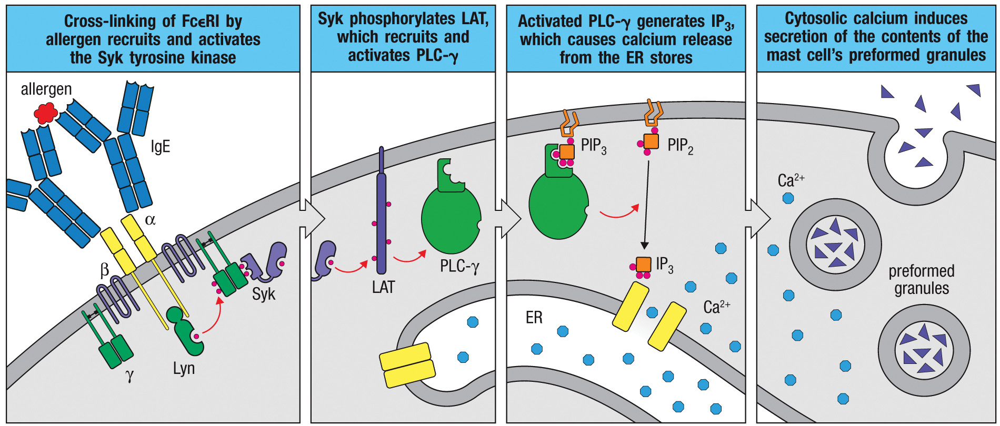 Cross-linking of FcϵRI by
allergen recruits and activates
the Syk tyrosine kinase
allergen
IgE
α
β
Syk
Lyn
γ
Syk phosphorylates LAT,
which recruits and
activates PLC-γ
PLC-γ
LAT
Activated PLC-γ generates IP₃,
which causes calcium release
from the ER stores
PIP₃
PIP₂
IP₃
Ca²⁺
ER
Cytosolic calcium induces
secretion of the contents of the
mast cell’s preformed granules
Ca²⁺
preformed
granules